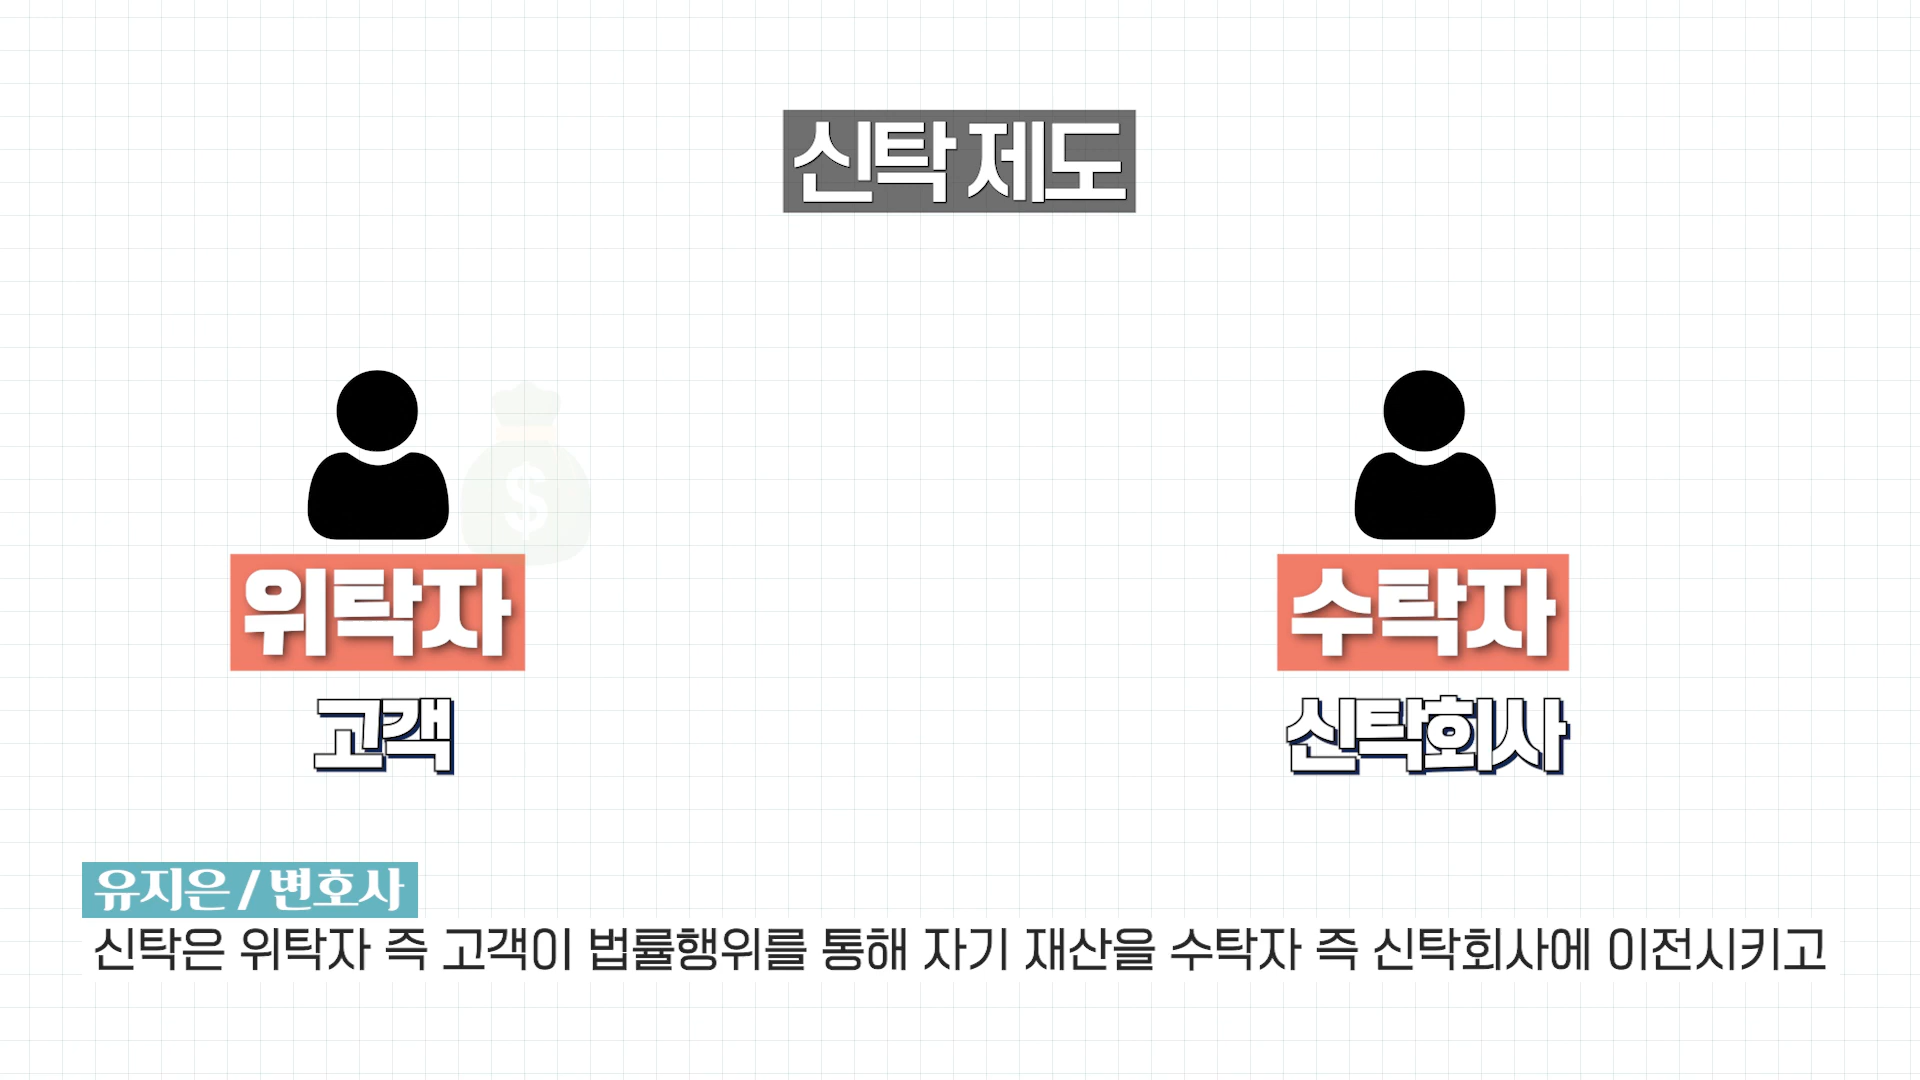 신탁 제도
위탁자
수탁자
고객
신탁회사
유지은 / 변호사
신탁은 위탁자 즉 고객이 법률행위를 통해 자기 재산을 수탁자 즉 신탁회사에 이전시키고
$